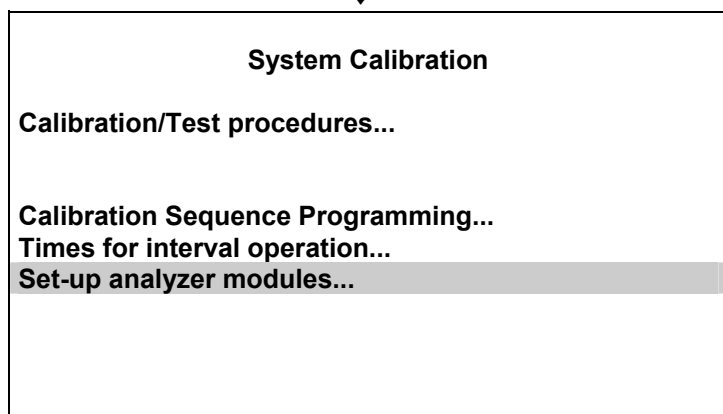 System Calibration
Calibration/Test procedures...
Calibration Sequence Programming...
Times for interval operation...
Set-up analyzer modules...